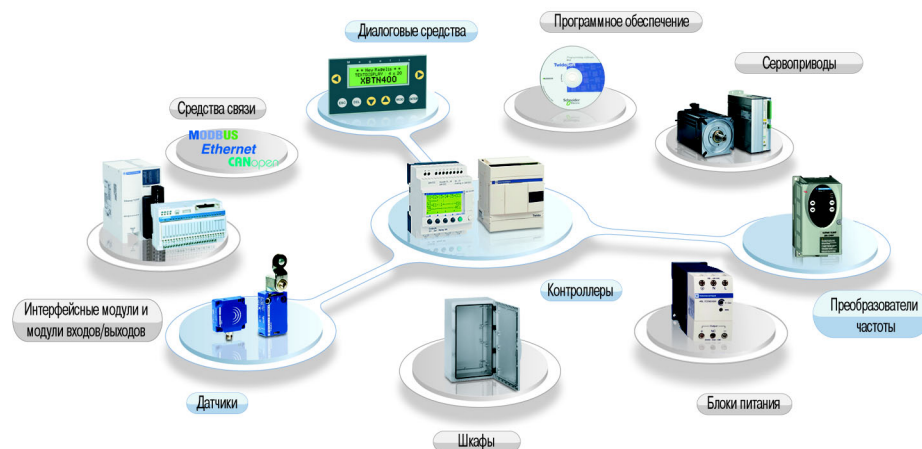 Диалоговые средства
Программное обеспечение
Сервоприводы
XBTN400
Средства связи
MODBUS
Ethernet
CANopen
Контроллеры
Интерфейсные модули и
модули входов/выходов
Преобразователи
частоты
Датчики
Блоки питания
Шкафы